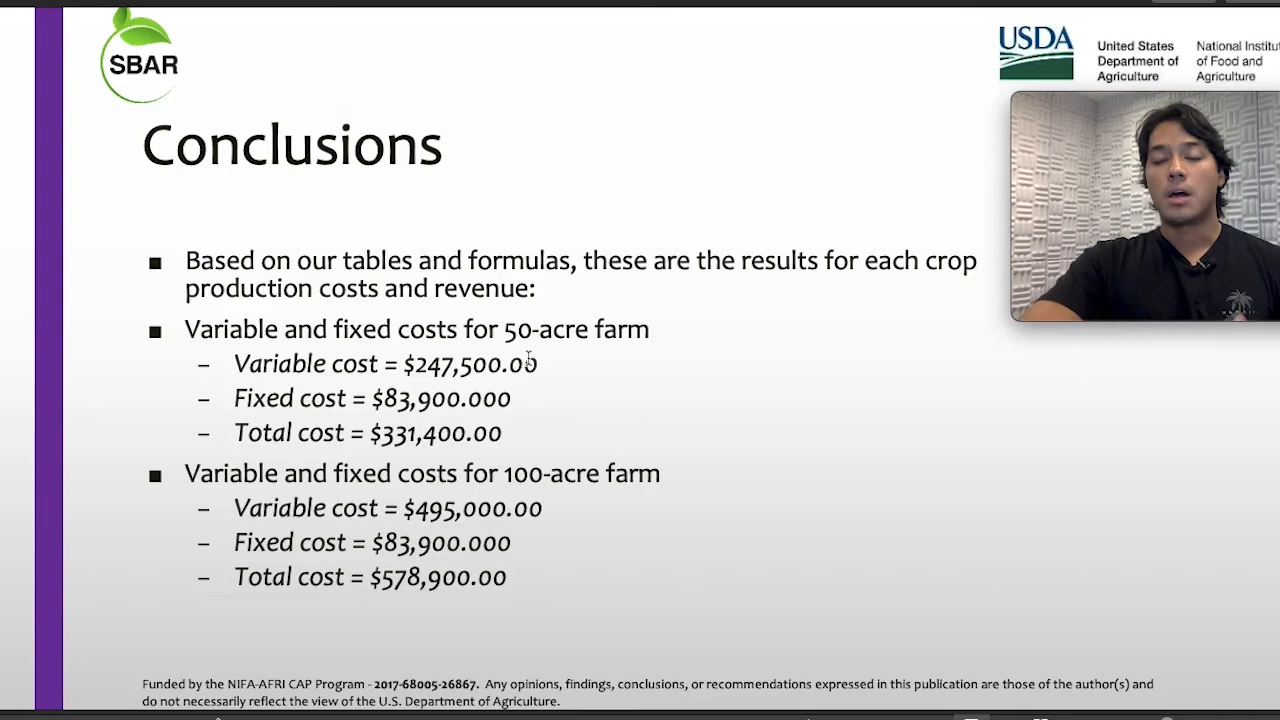 SBAR
USDA
United States
Department of
Agriculture
National Institu
of Food and
Agriculture
Conclusions
■ Based on our tables and formulas, these are the results for each crop
production costs and revenue:
■ Variable and fixed costs for 50-acre farm
– Variable cost = $247,500.00
– Fixed cost = $83,900.000
– Total cost = $331,400.00
■ Variable and fixed costs for 100-acre farm
– Variable cost = $495,000.00
– Fixed cost = $83,900.000
– Total cost = $578,900.00
Funded by the NIFA-AFRI CAP Program - 2017-68005-26867. Any opinions, findings, conclusions, or recommendations expressed in this publication are those of the author(s) and
do not necessarily reflect the view of the U.S. Department of Agriculture.